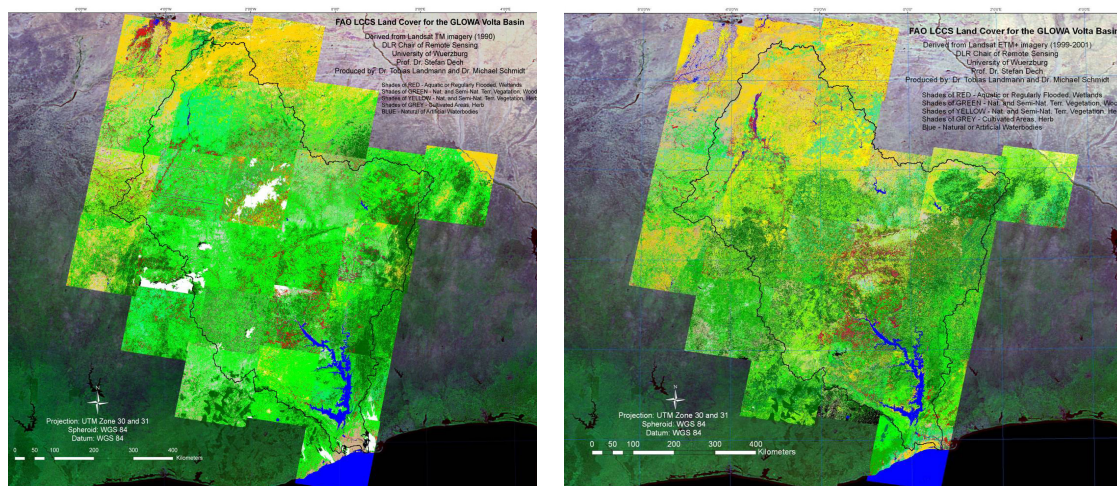 FAO LCCS Land Cover for the GLOWA Volta Basin
Derived from Landsat TM imagery (1990)
DLR Chair of Remote Sensing
University of Wuerzburg
Prof. Dr. Stefan Dech
Produced by: Dr. Tobias Landmann and Dr. Michael Schmidt
Shades of RED - Aquatic or Regularly Flooded, Wetlands
Shades of GREEN - Nat. and Semi-Nat. Terr. Vegetation, Wood
Shades of YELLOW - Nat. and Semi-Nat. Terr. Vegetation, Herb
Shades of GREY - Cultivated Areas, Herb
BLUE - Natural of Artificial Waterbodies
N
Projection: UTM Zone 30 and 31
Spheroid: WGS 84
Datum: WGS 84
0 50 100 200 300 400
Kilometers
FAO LCCS Land Cover for the GLOWA Volta Basin
Derived from Landsat ETM+ imagery (1999-2001)
DLR Chair of Remote Sensing
University of Wuerzburg
Prof. Dr. Stefan Dech
Produced by: Dr. Tobias Landmann and Dr. Michael Schmidt
Shades of RED - Aquatic or Regularly Flooded, Wetlands
Shades of GREEN - Nat. and Semi-Nat. Terr. Vegetation, Woo
Shades of YELLOW - Nat. and Semi-Nat. Terr. Vegetation, He
Shades of GREY - Cultivated Areas, Herb
Blue - Natural or Artificial Waterbodies
N
Projection: UTM Zone 30 and 31
Spheroid: WGS 84
Datum: WGS 84
0 50 100 200 300 400
Kilometers